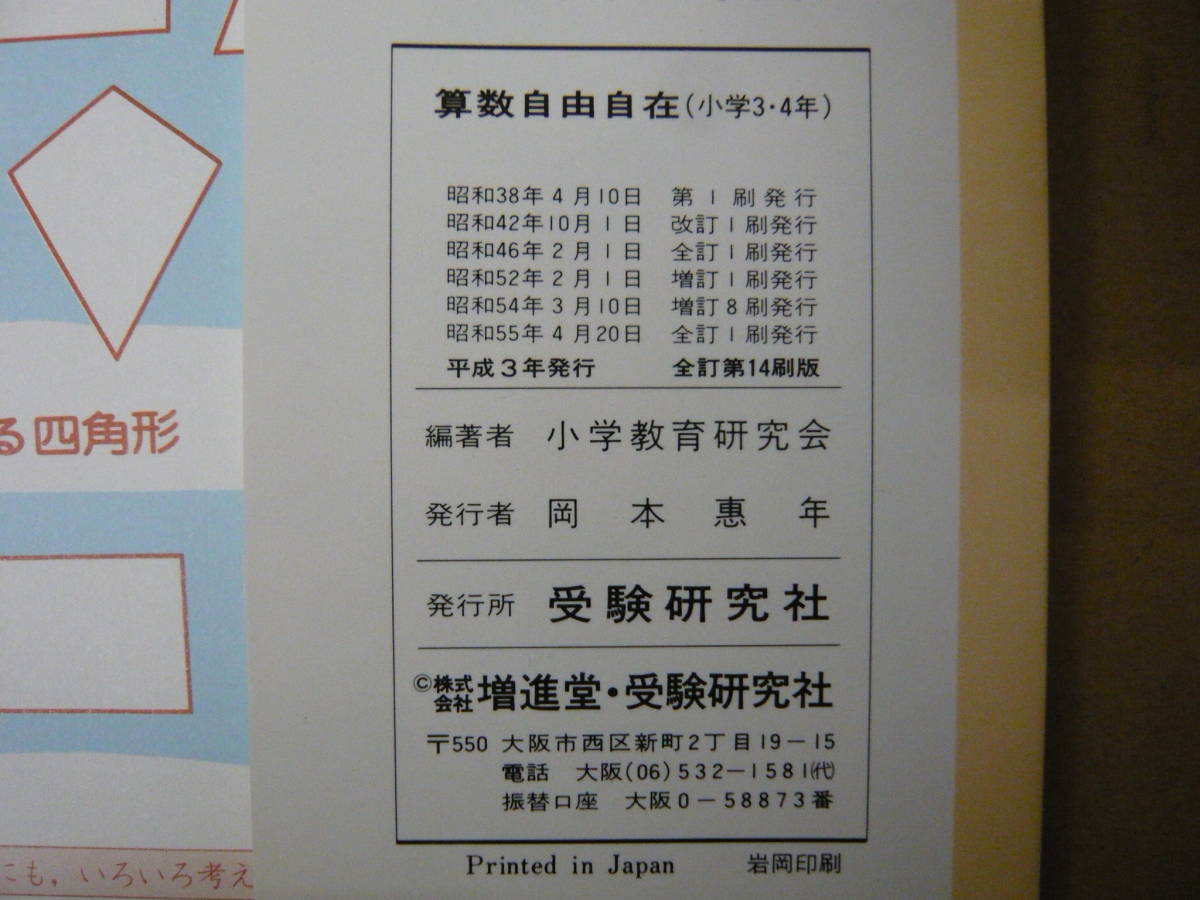 算数自由自在(小学3・4年)
昭和38年4月10日 第1刷発行
昭和42年10月1日 改訂1刷発行
昭和46年2月1日 全訂1刷発行
昭和52年2月1日 増訂1刷発行
昭和54年3月10日 増訂8刷発行
昭和55年4月20日 全訂1刷発行
平成3年発行 全訂第14刷版
編著者 小学教育研究会
発行者 岡本惠年
発行所 受験研究社
©株式会社 増進堂・受験研究社
〒550 大阪市西区新町2丁目19-15
電話 大阪(06)532-1581(代)
振替口座 大阪0-58873番
Printed in Japan 岩岡印刷
る四角形
にも,いろいろ考え